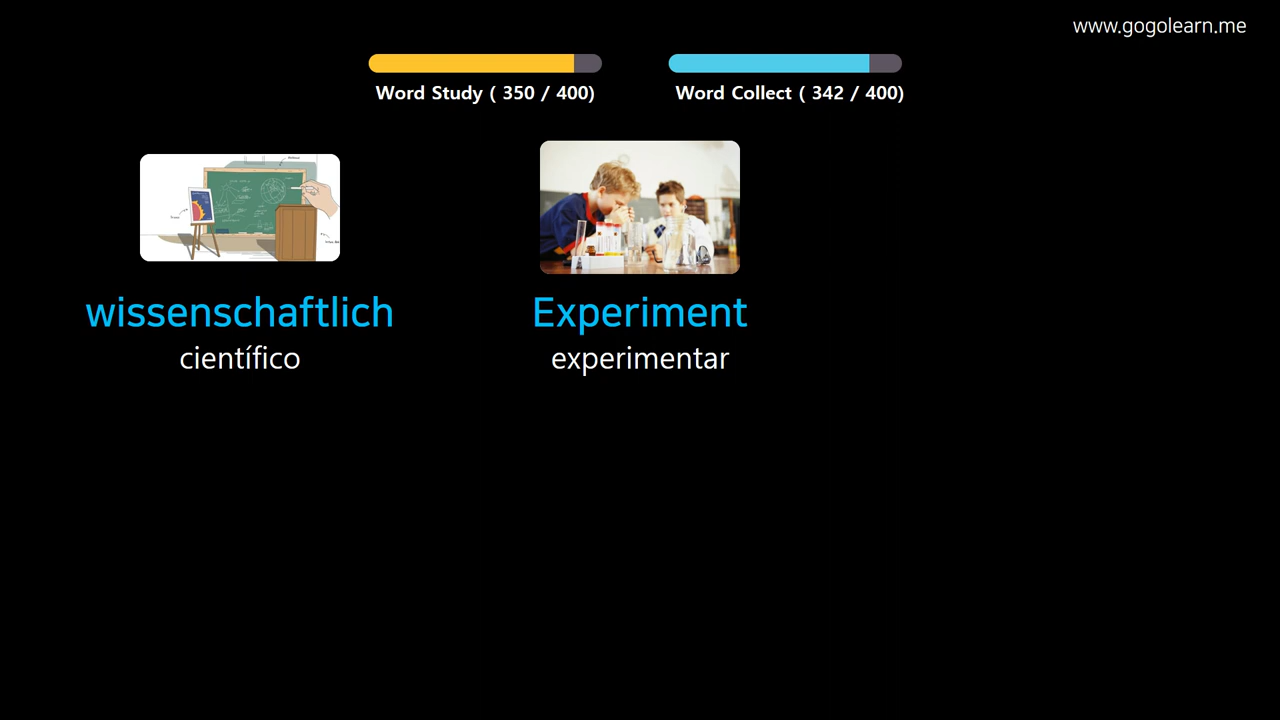 www.gogolearn.me
Word Study ( 350 / 400)
Word Collect ( 342 / 400)
wissenschaftlich
Experiment
científico
experimentar